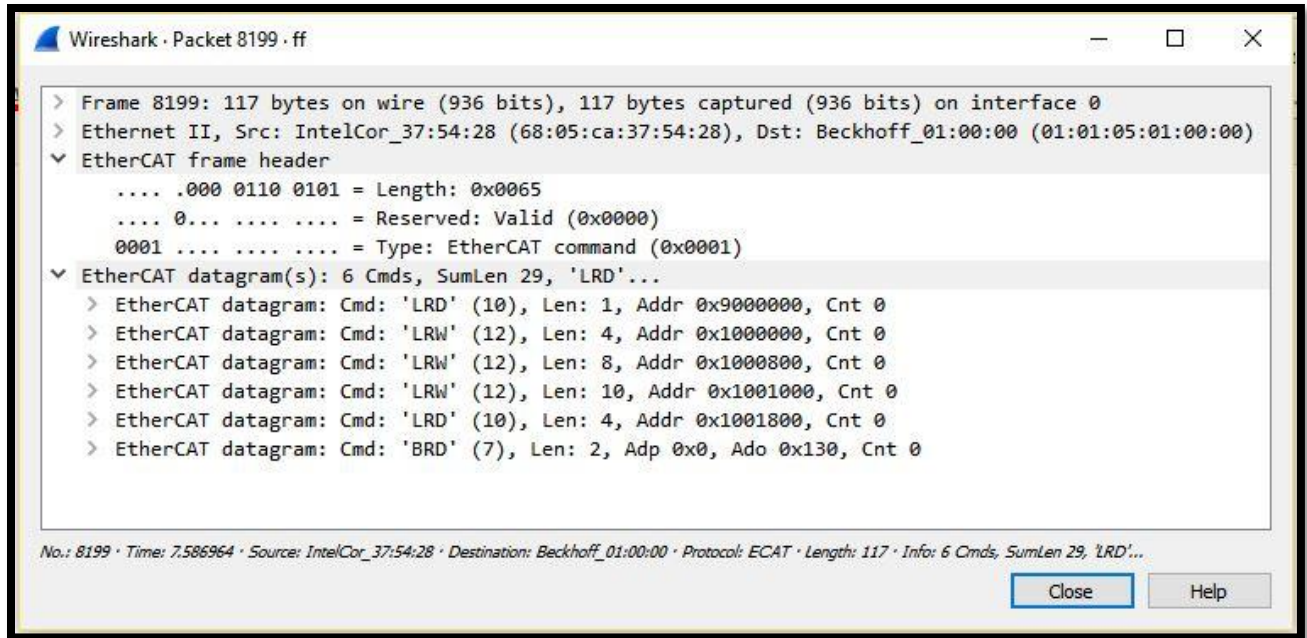 Wireshark · Packet 8199 · ff
> Frame 8199: 117 bytes on wire (936 bits), 117 bytes captured (936 bits) on interface 0
> Ethernet II, Src: IntelCor_37:54:28 (68:05:ca:37:54:28), Dst: Beckhoff_01:00:00 (01:01:05:01:00:00)
EtherCAT frame header
.... .000 0110 0101 = Length: 0x0065
.... 0... .... .... = Reserved: Valid (0x0000)
0001 .... .... .... = Type: EtherCAT command (0x0001)
EtherCAT datagram(s): 6 Cmds, SumLen 29, 'LRD'...
> EtherCAT datagram: Cmd: 'LRD' (10), Len: 1, Addr 0x9000000, Cnt 0
> EtherCAT datagram: Cmd: 'LRW' (12), Len: 4, Addr 0x1000000, Cnt 0
> EtherCAT datagram: Cmd: 'LRW' (12), Len: 8, Addr 0x1000800, Cnt 0
> EtherCAT datagram: Cmd: 'LRW' (12), Len: 10, Addr 0x1001000, Cnt 0
> EtherCAT datagram: Cmd: 'LRD' (10), Len: 4, Addr 0x1001800, Cnt 0
> EtherCAT datagram: Cmd: 'BRD' (7), Len: 2, Adp 0x0, Ado 0x130, Cnt 0
No.: 8199 · Time: 7.586964 · Source: IntelCor_37:54:28 · Destination: Beckhoff_01:00:00 · Protocol: ECAT · Length: 117 · Info: 6 Cmds, SumLen 29, 'LRD'...
Close Help